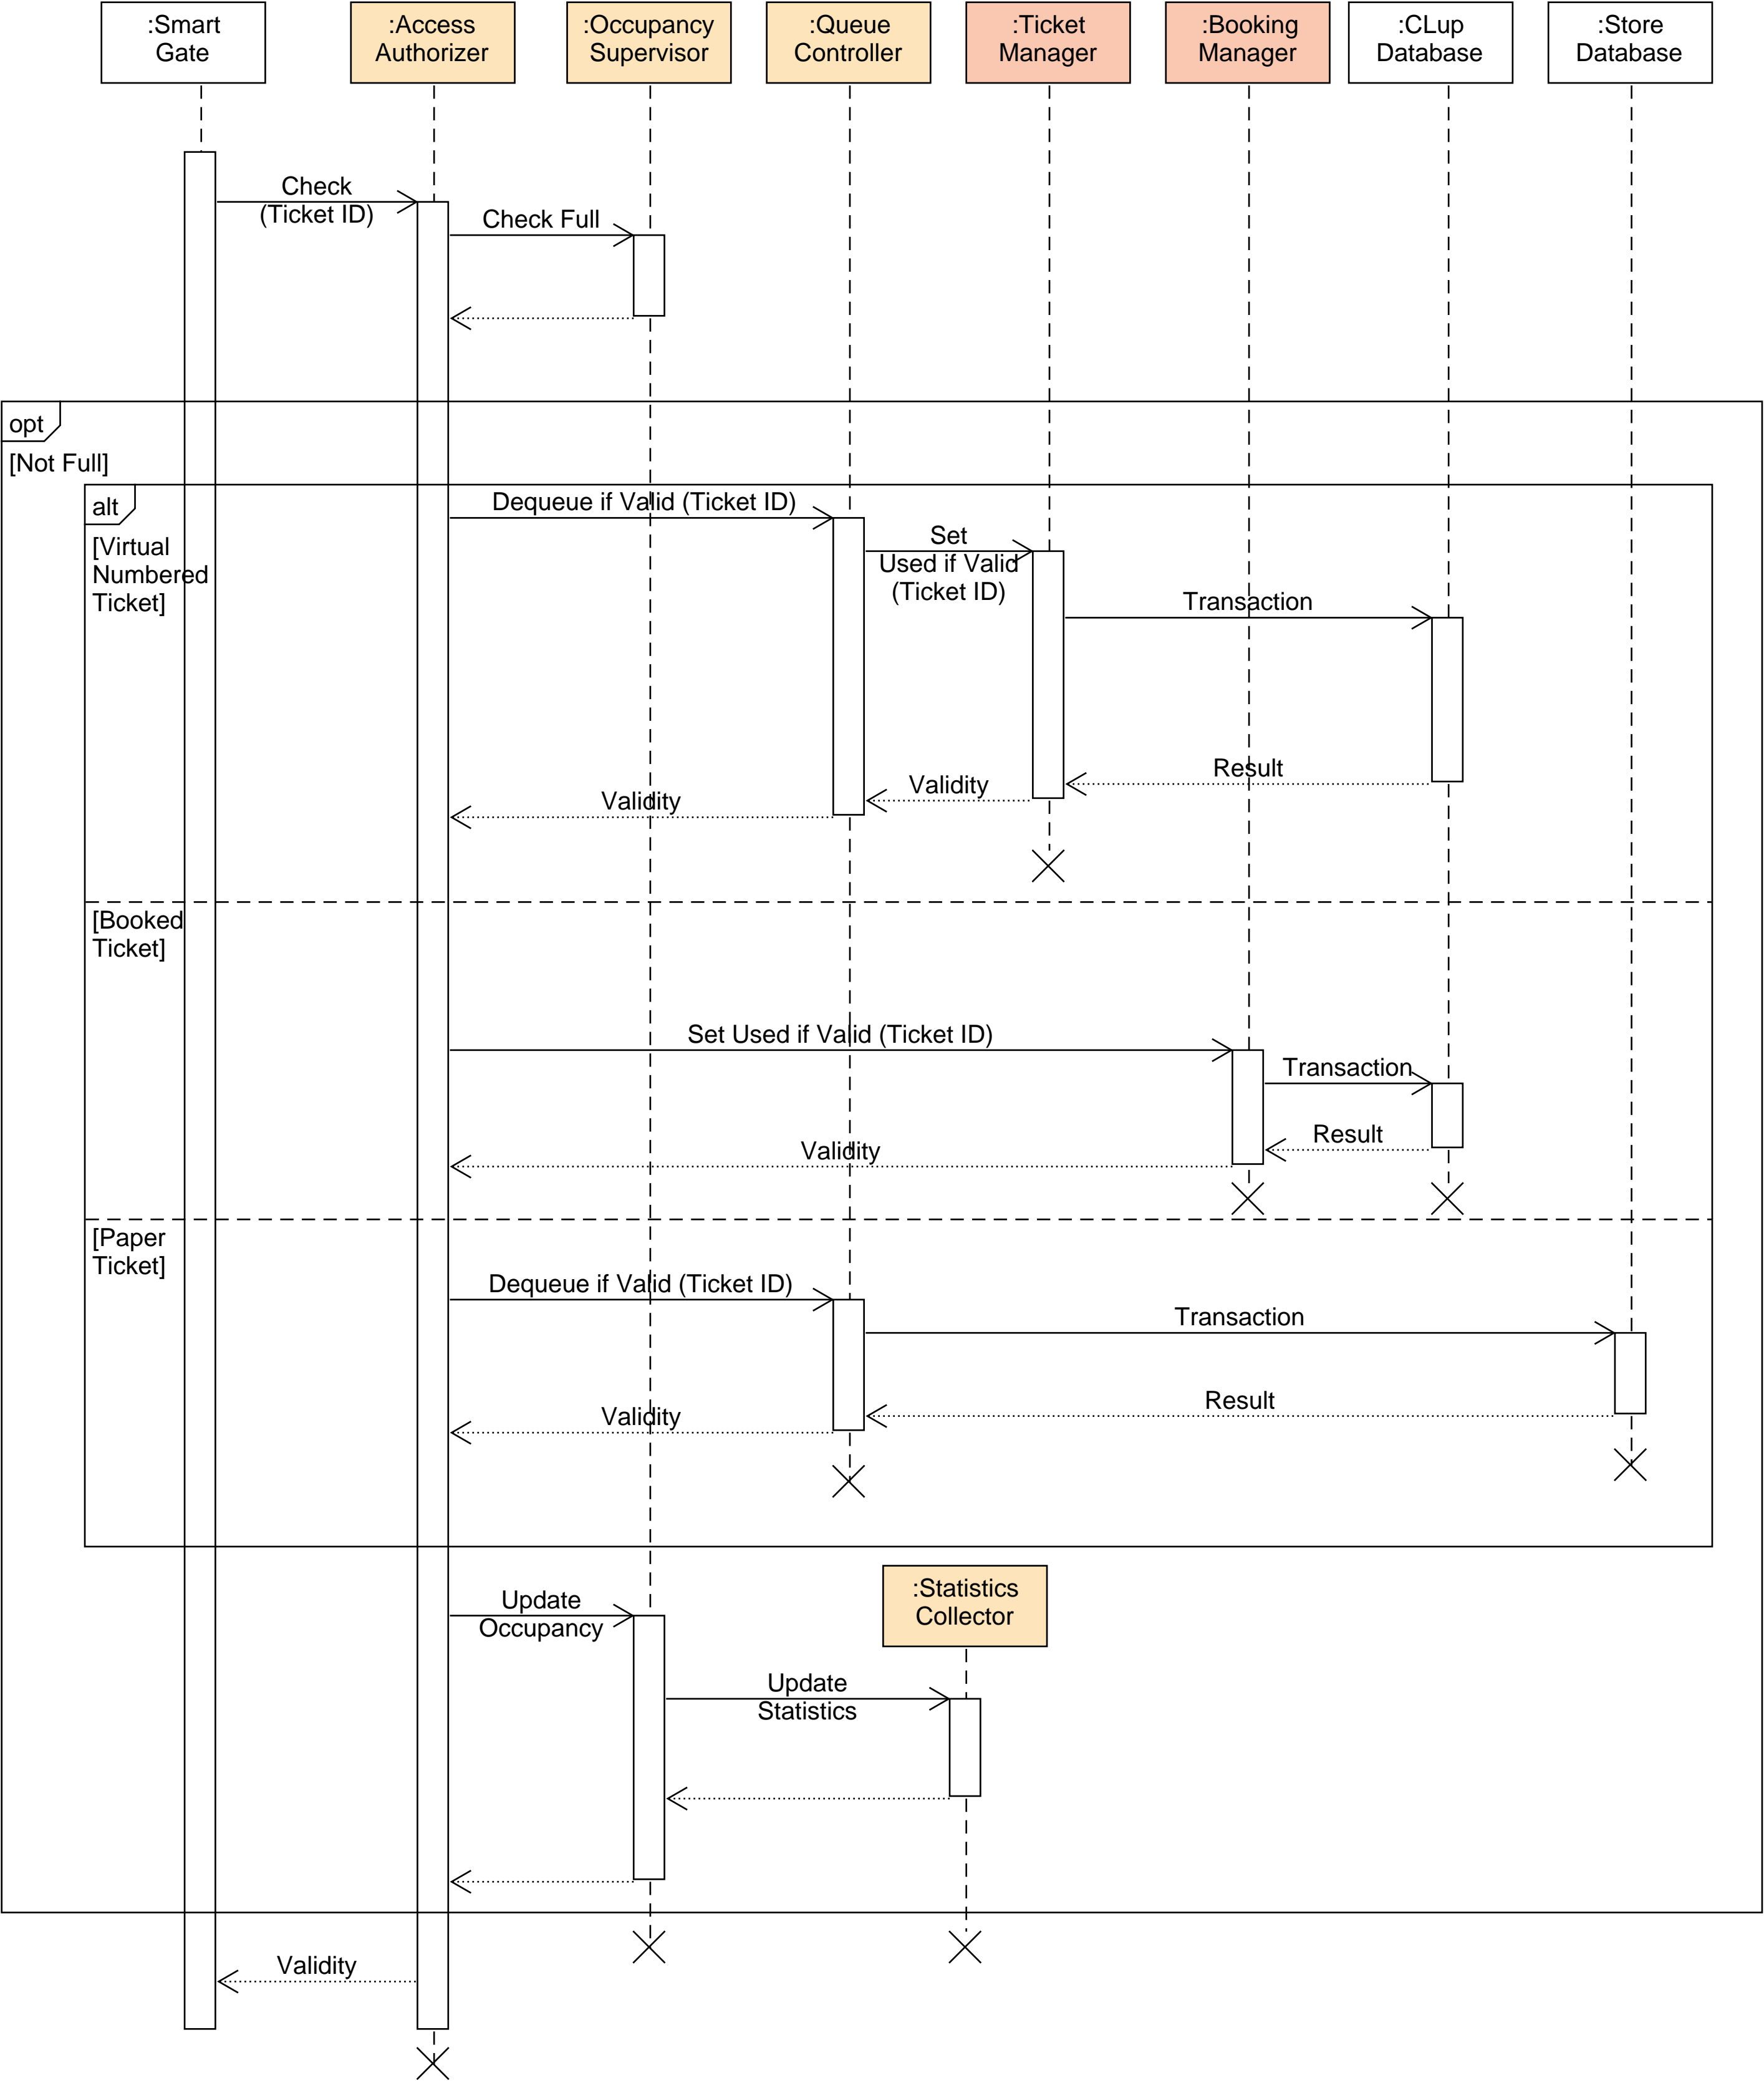 :Smart
Gate
:Access
Authorizer
:Occupancy
Supervisor
:Queue
Controller
:Ticket
Manager
:Booking
Manager
:CLup
Database
:Store
Database
Check
(Ticket ID)
Check Full
opt
[Not Full]
alt
[Virtual
Numbered
Ticket]
Dequeue if Valid (Ticket ID)
Set
Used if Valid
(Ticket ID)
Transaction
Result
Validity
Validity
[Booked
Ticket]
Set Used if Valid (Ticket ID)
Transaction
Result
Validity
[Paper
Ticket]
Dequeue if Valid (Ticket ID)
Transaction
Result
Validity
:Statistics
Collector
Update
Occupancy
Update
Statistics
Validity